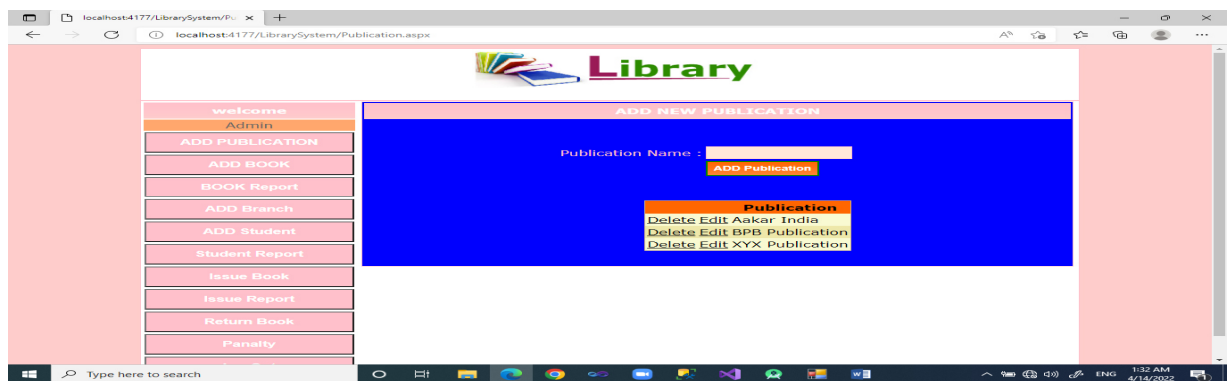 localhost:4177/LibrarySystem/Pu
localhost:4177/LibrarySystem/Publication.aspx
Library
welcome
Admin
ADD PUBLICATION
ADD BOOK
BOOK Report
ADD Branch
ADD Student
Student Report
Issue Book
Issue Report
Return Book
Panalty
ADD NEW PUBLICATION
Publication Name :
ADD Publication
Publication
Delete Edit Aakar India
Delete Edit BPB Publication
Delete Edit XYX Publication
Type here to search
ENG
1:32 AM
4/14/2022